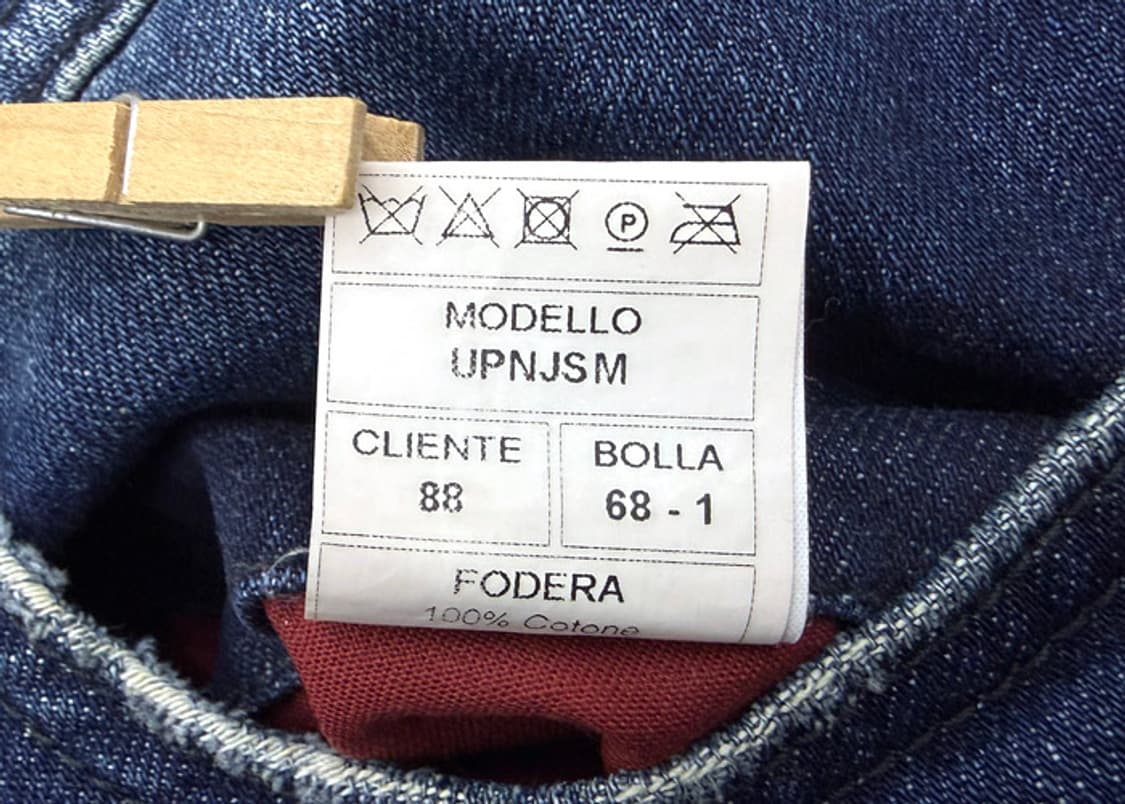 P
MODELLO
UPNJSM
CLIENTE
88
BOLLA
68 - 1
FODERA
100% Cotone